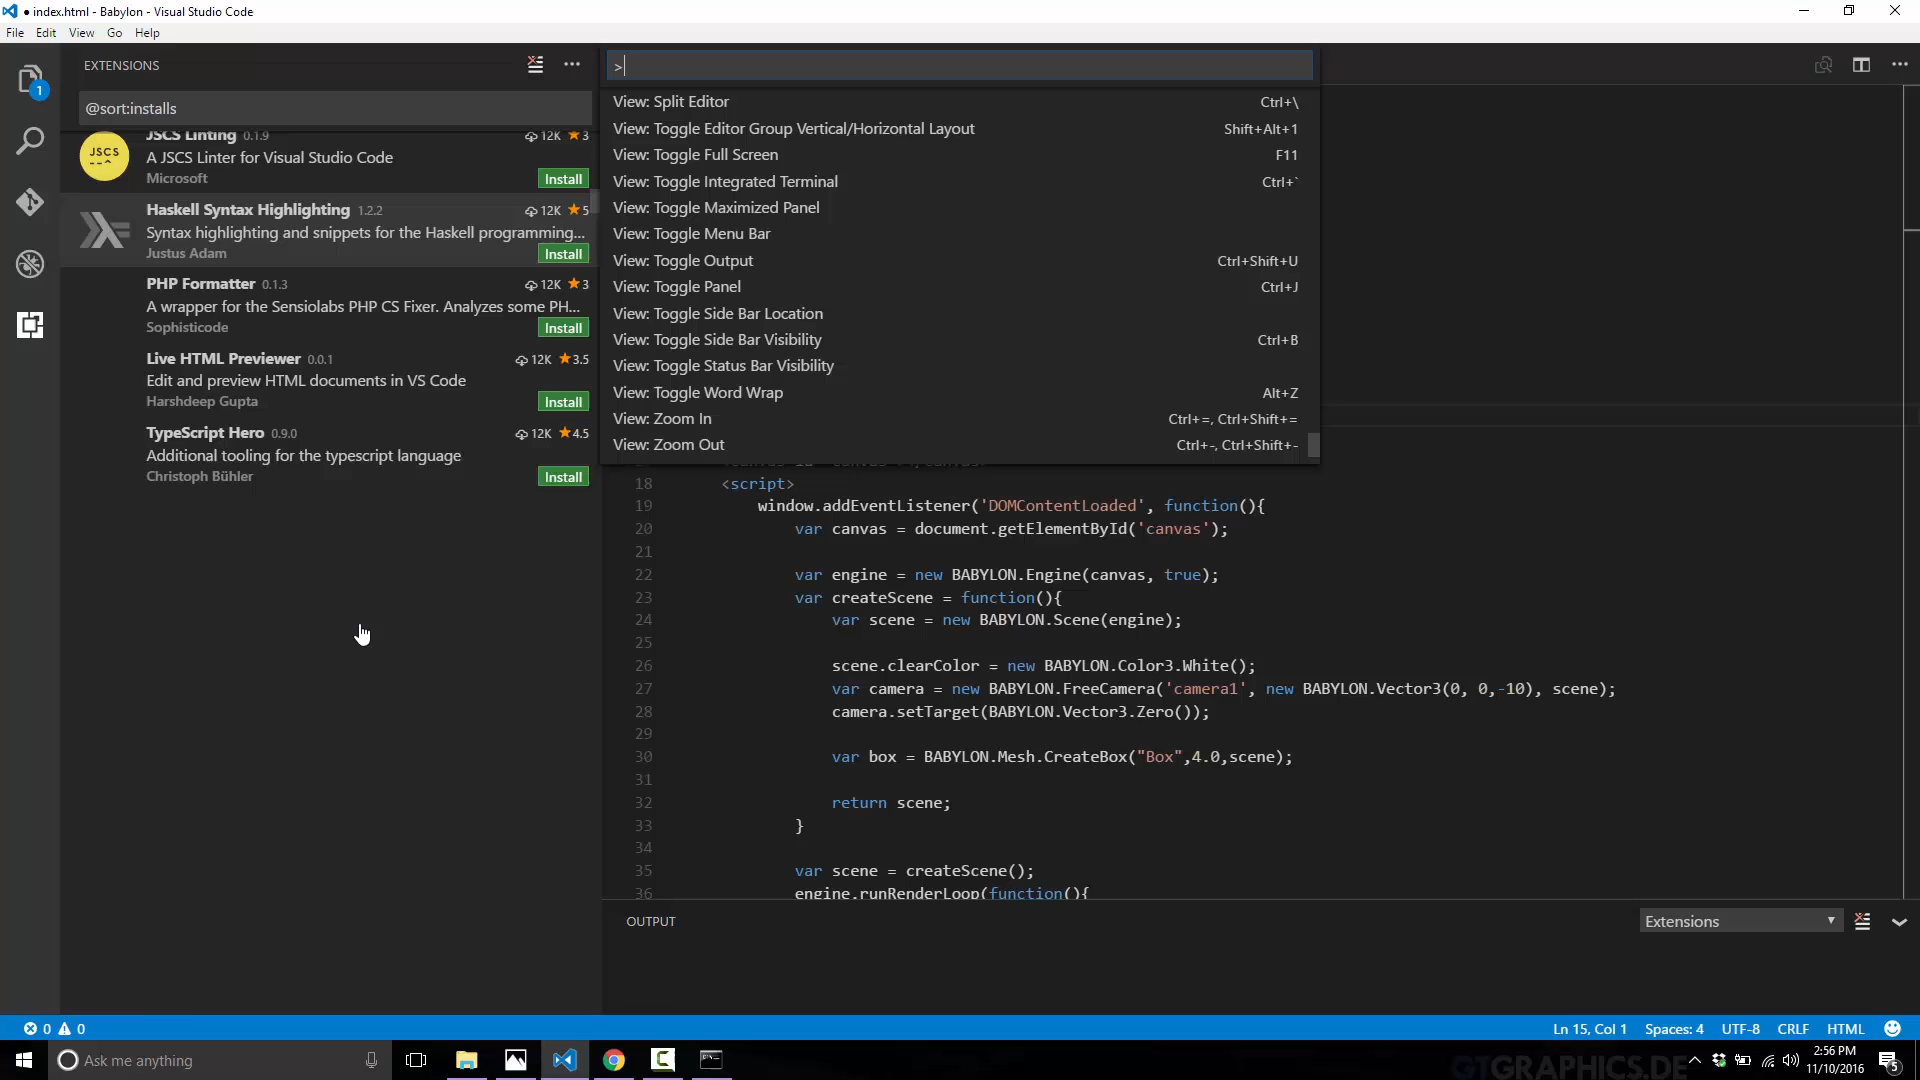 index.html - Babylon - Visual Studio Code
File Edit View Go Help
EXTENSIONS
1
@sort:installs
JSCS Linting 0.1.9 12K 3
JSCS
A JSCS Linter for Visual Studio Code
Microsoft Install
Haskell Syntax Highlighting 1.2.2 12K 5
Syntax highlighting and snippets for the Haskell programming...
Justus Adam Install
PHP Formatter 0.1.3 12K 3
A wrapper for the Sensiolabs PHP CS Fixer. Analyzes some PH...
Sophisticode Install
Live HTML Previewer 0.0.1 12K 3.5
Edit and preview HTML documents in VS Code
Harshdeep Gupta Install
TypeScript Hero 0.9.0 12K 4.5
Additional tooling for the typescript language
Christoph Bühler Install
>
View: Split Editor Ctrl+\
View: Toggle Editor Group Vertical/Horizontal Layout Shift+Alt+1
View: Toggle Full Screen F11
View: Toggle Integrated Terminal Ctrl+`
View: Toggle Maximized Panel
View: Toggle Menu Bar
View: Toggle Output Ctrl+Shift+U
View: Toggle Panel Ctrl+J
View: Toggle Side Bar Location
View: Toggle Side Bar Visibility Ctrl+B
View: Toggle Status Bar Visibility
View: Toggle Word Wrap Alt+Z
View: Zoom In Ctrl+=, Ctrl+Shift+=
View: Zoom Out Ctrl+-, Ctrl+Shift+-
18 <script>
19 window.addEventListener('DOMContentLoaded', function(){
20 var canvas = document.getElementById('canvas');
21
22 var engine = new BABYLON.Engine(canvas, true);
23 var createScene = function(){
24 var scene = new BABYLON.Scene(engine);
25
26 scene.clearColor = new BABYLON.Color3.White();
27 var camera = new BABYLON.FreeCamera('camera1', new BABYLON.Vector3(0, 0,-10), scene);
28 camera.setTarget(BABYLON.Vector3.Zero());
29
30 var box = BABYLON.Mesh.CreateBox("Box",4.0,scene);
31
32 return scene;
33 }
34
35 var scene = createScene();
36 engine.runRenderLoop(function(){
OUTPUT Extensions
0 0 Ln 15, Col 1 Spaces: 4 UTF-8 CRLF HTML
Ask me anything
GTGRAPHICS.DE
2:56 PM
11/10/2016
5